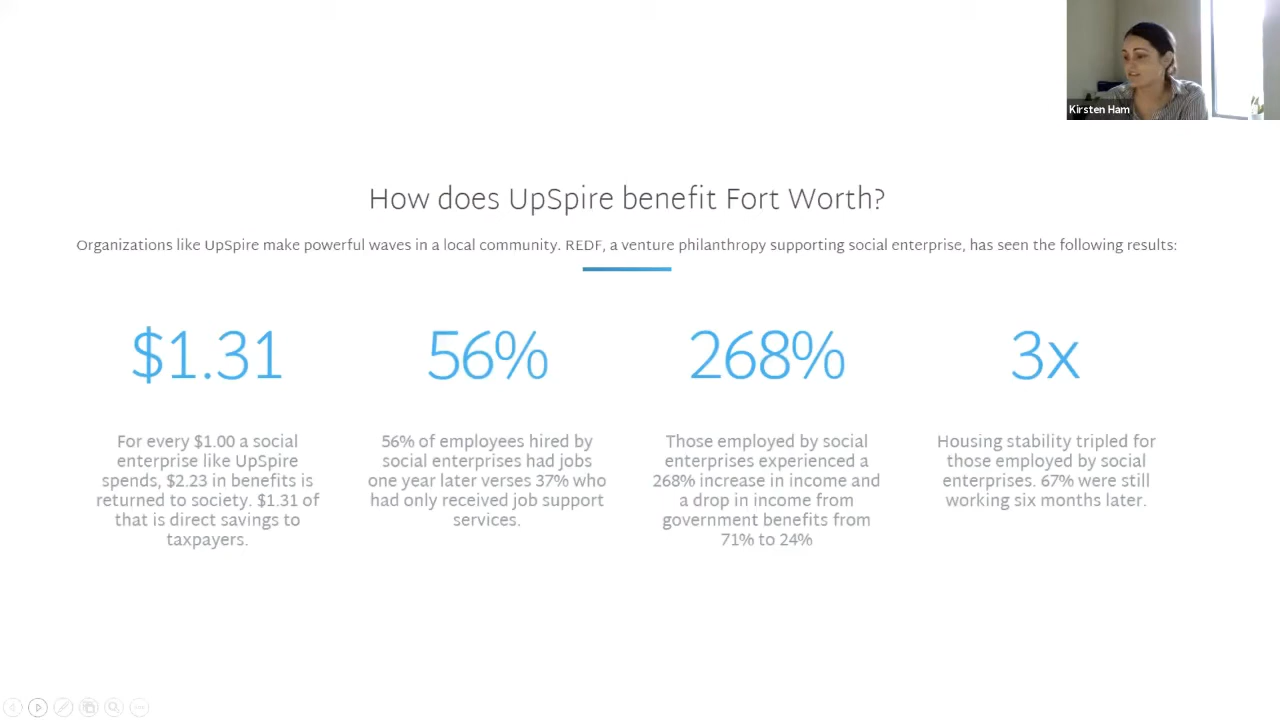 Kirsten Ham
How does UpSpire benefit Fort Worth?
Organizations like UpSpire make powerful waves in a local community. REDF, a venture philanthropy supporting social enterprise, has seen the following results:
$1.31
For every $1.00 a social
enterprise like UpSpire
spends, $2.23 in benefits is
returned to society. $1.31 of
that is direct savings to
taxpayers.
56%
56% of employees hired by
social enterprises had jobs
one year later verses 37% who
had only received job support
services.
268%
Those employed by social
enterprises experienced a
268% increase in income and
a drop in income from
government benefits from
71% to 24%
3x
Housing stability tripled for
those employed by social
enterprises. 67% were still
working six months later.